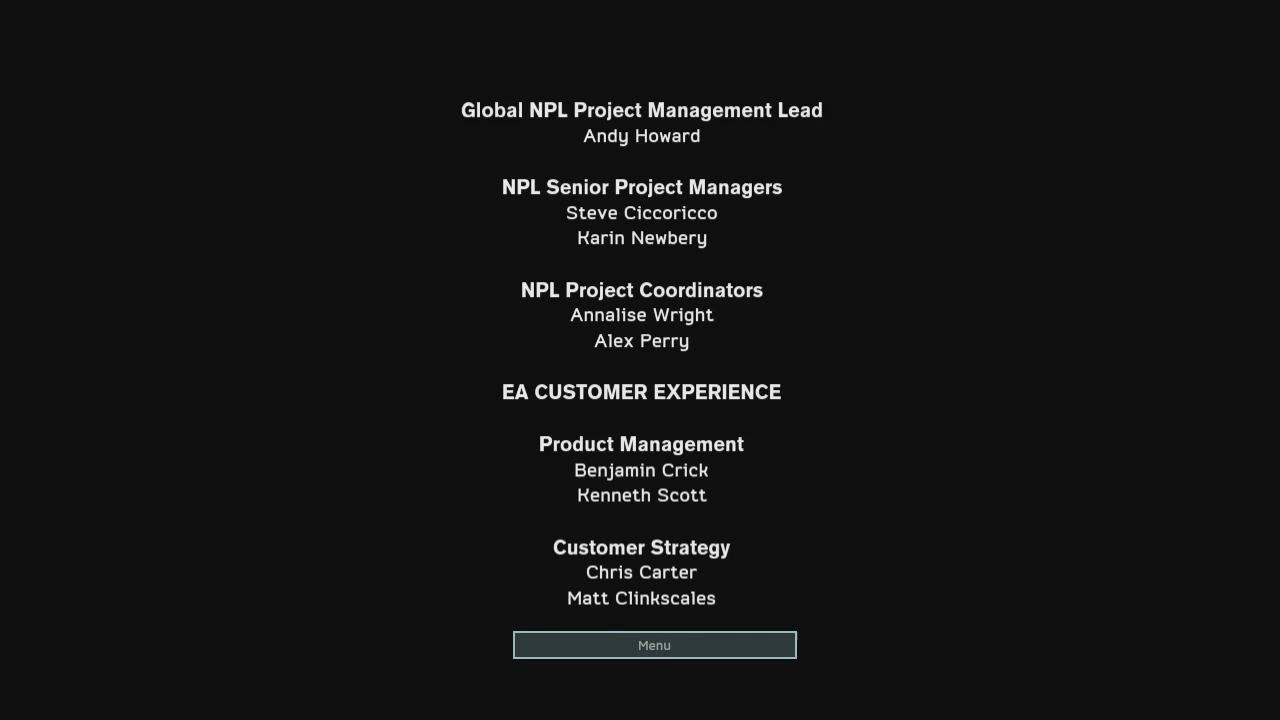 Global NPL Project Management Lead
Andy Howard
NPL Senior Project Managers
Steve Ciccoricco
Karin Newbery
NPL Project Coordinators
Annalise Wright
Alex Perry
EA CUSTOMER EXPERIENCE
Product Management
Benjamin Crick
Kenneth Scott
Customer Strategy
Chris Carter
Matt Clinkscales
Menu